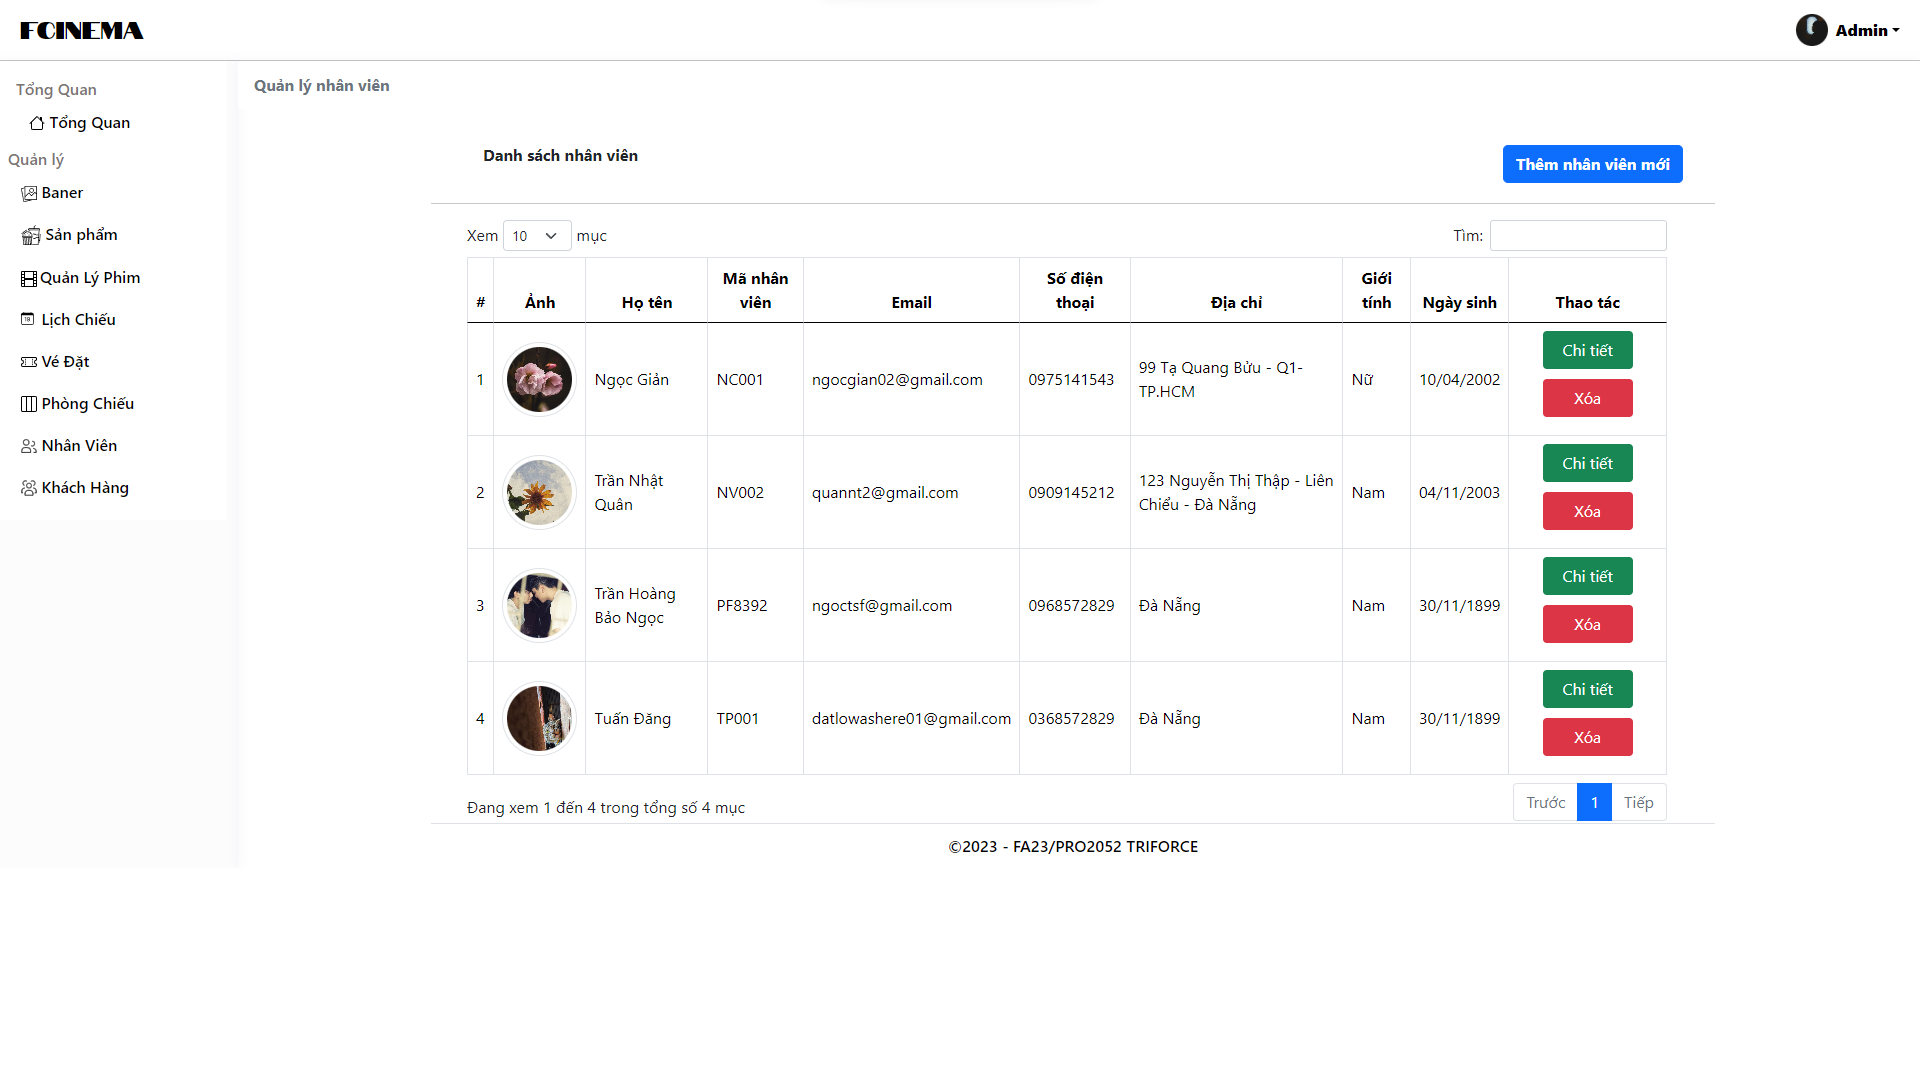 FCINEMA
Admin
Tổng Quan
Tổng Quan
Quản lý
Baner
Sản phẩm
Quản Lý Phim
Lịch Chiếu
Vé Đặt
Phòng Chiếu
Nhân Viên
Khách Hàng
Quản lý nhân viên
Danh sách nhân viên
Thêm nhân viên mới
Xem 10 mục
Tìm:
# Ảnh Họ tên Mã nhân viên Email Số điện thoại Địa chỉ Giới tính Ngày sinh Thao tác
1 Ngọc Giản NC001 ngocgian02@gmail.com 0975141543 99 Tạ Quang Bửu - Q1- TP.HCM Nữ 10/04/2002 Chi tiết
Xóa
2 Trần Nhật Quân NV002 quannt2@gmail.com 0909145212 123 Nguyễn Thị Thập - Liên Chiểu - Đà Nẵng Nam 04/11/2003 Chi tiết
Xóa
3 Trần Hoàng Bảo Ngọc PF8392 ngoctsf@gmail.com 0968572829 Đà Nẵng Nam 30/11/1899 Chi tiết
Xóa
4 Tuấn Đăng TP001 datlowashere01@gmail.com 0368572829 Đà Nẵng Nam 30/11/1899 Chi tiết
Xóa
Đang xem 1 đến 4 trong tổng số 4 mục
Trước 1 Tiếp
©2023 - FA23/PRO2052 TRIFORCE